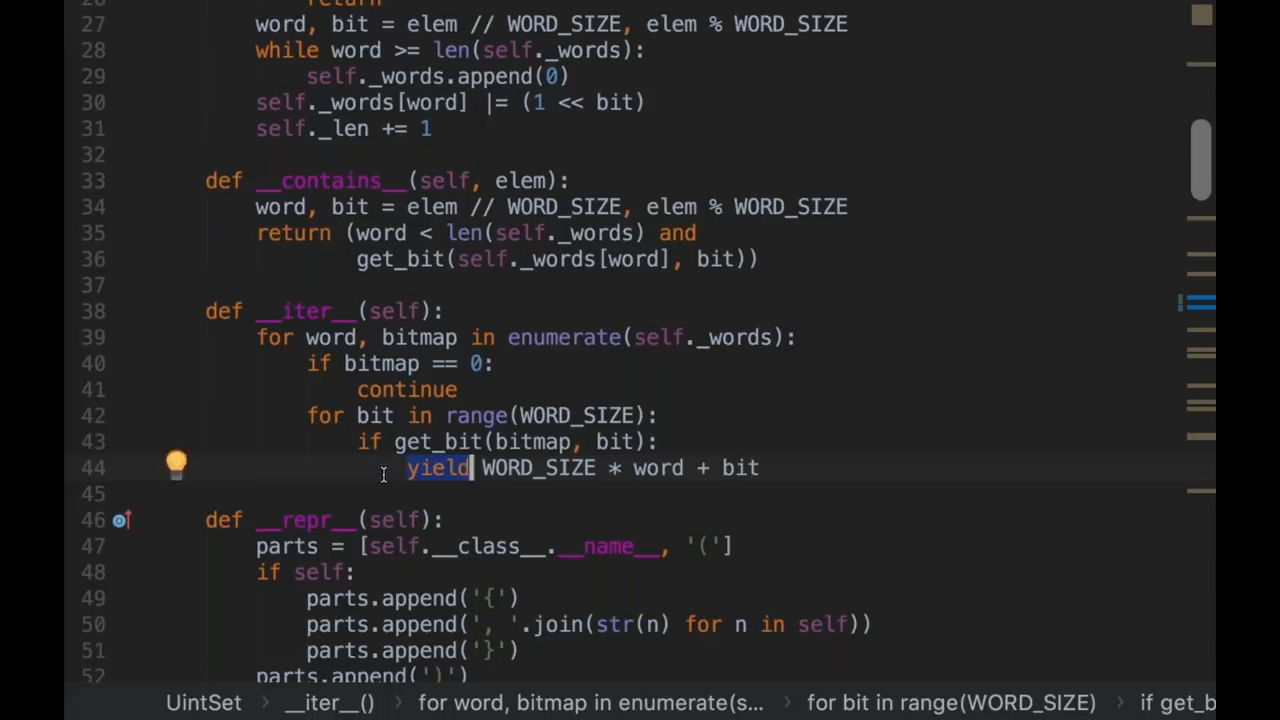 26 return
27 word, bit = elem // WORD_SIZE, elem % WORD_SIZE
28 while word >= len(self._words):
29 self._words.append(0)
30 self._words[word] |= (1 << bit)
31 self._len += 1
32
33 def __contains__(self, elem):
34 word, bit = elem // WORD_SIZE, elem % WORD_SIZE
35 return (word < len(self._words) and
36 get_bit(self._words[word], bit))
37
38 def __iter__(self):
39 for word, bitmap in enumerate(self._words):
40 if bitmap == 0:
41 continue
42 for bit in range(WORD_SIZE):
43 if get_bit(bitmap, bit):
44 yield WORD_SIZE * word + bit
45
46 def __repr__(self):
47 parts = [self.__class__.__name__, '(']
48 if self:
49 parts.append('{')
50 parts.append(', '.join(str(n) for n in self))
51 parts.append('}')
52 parts.append(')')
UintSet > __iter__() > for word, bitmap in enumerate(s... > for bit in range(WORD_SIZE) > if get_b